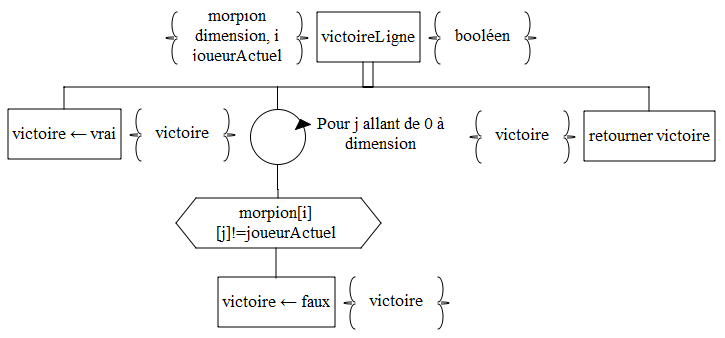 morpion
dimension, i
joueurActuel
victoireLigne
booléen
victoire ← vrai
victoire
Pour j allant de 0 à
dimension
victoire
retourner victoire
morpion[i]
[j]!=joueurActuel
victoire ← faux
victoire